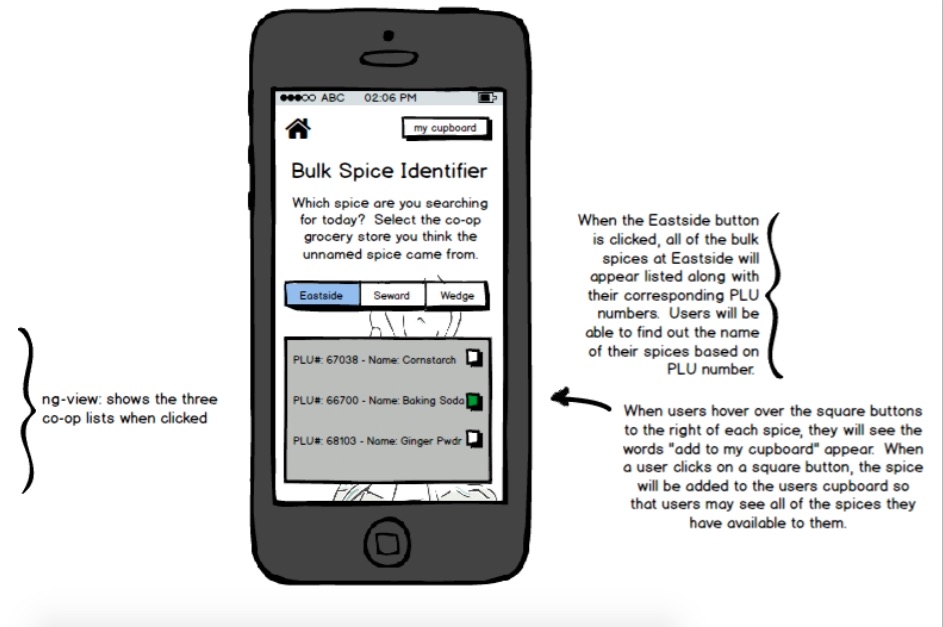 ABC 02:06 PM
my cupboard
Bulk Spice Identifier
Which spice are you searching
for today? Select the co-op
grocery store you think the
unnamed spice came from.
Eastside Seward Wedge
PLU#: 67038 - Name: Cornstarch
PLU#: 66700 - Name: Baking Soda
PLU#: 68103 - Name: Ginger Pwdr
ng-view: shows the three
co-op lists when clicked
When the Eastside button
is clicked, all of the bulk
spices at Eastside will
appear listed along with
their corresponding PLU
numbers. Users will be
able to find out the name
of their spices based on
PLU number.
When users hover over the square buttons
to the right of each spice, they will see the
words "add to my cupboard" appear. When
a user clicks on a square button, the spice
will be added to the users cupboard so
that users may see all of the spices they
have available to them.